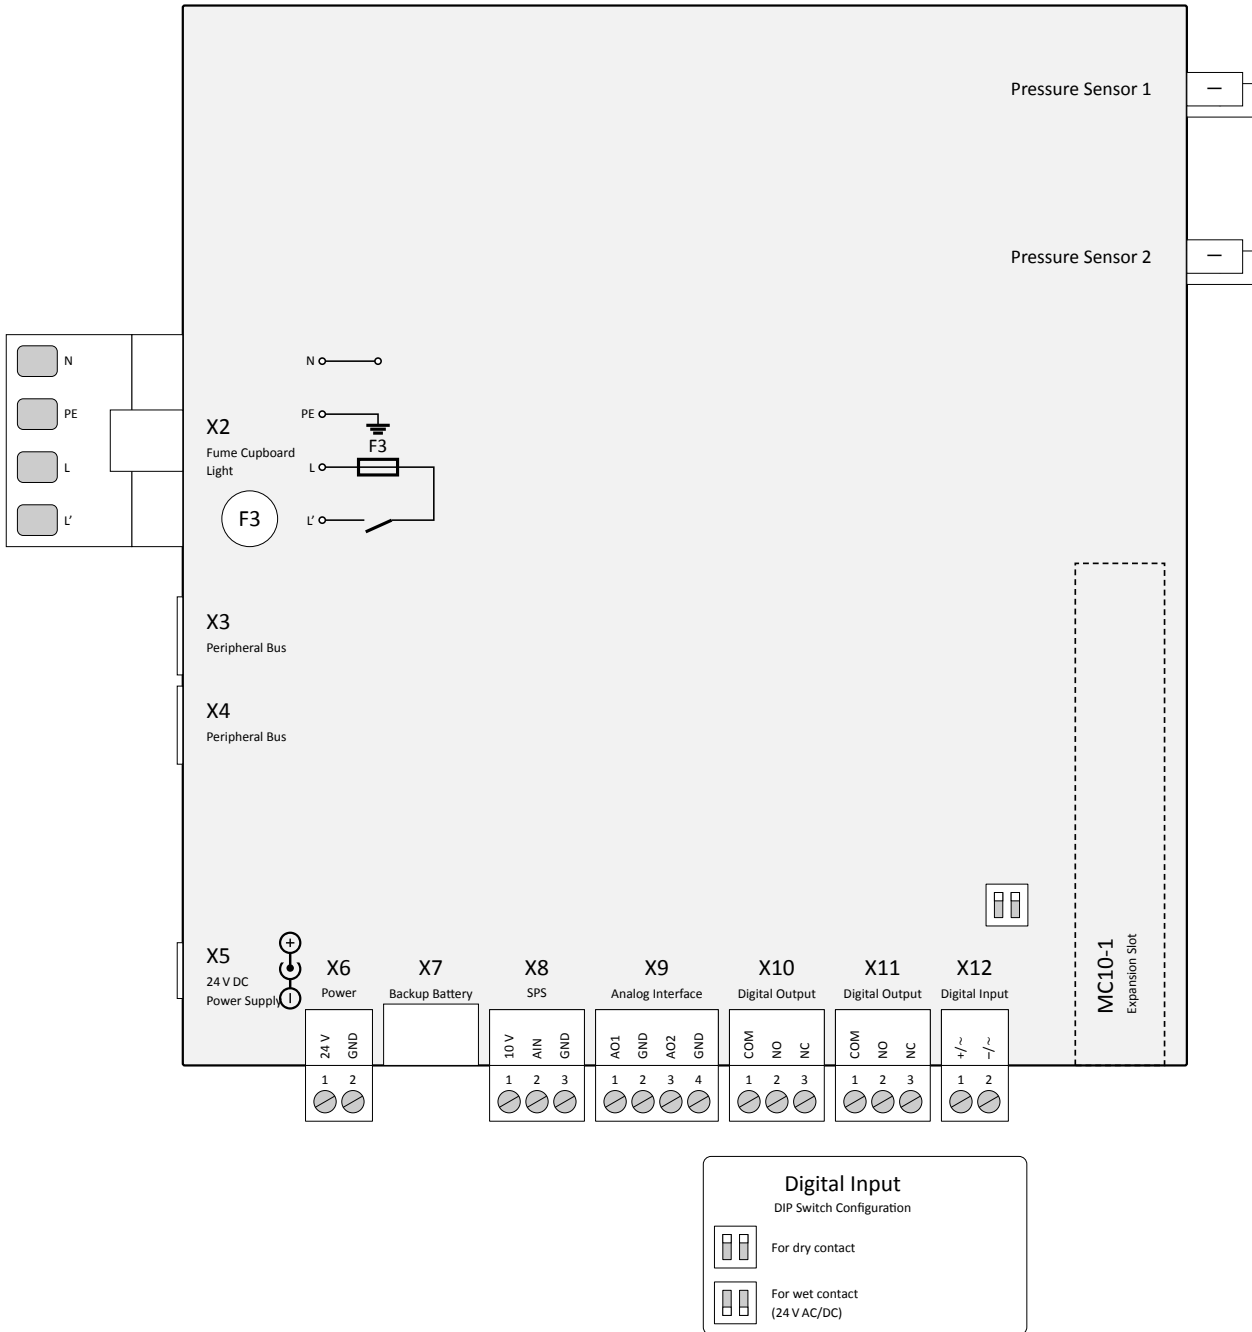 Pressure Sensor 1
–
Pressure Sensor 2
–
N
PE
L
L'
X2
Fume Cupboard
Light
F3
N
PE
F3
L
L'
X3
Peripheral Bus
X4
Peripheral Bus
X5
24 V DC
Power Supply
+
–
X6
Power
24 V
GND
1
2
X7
Backup Battery
X8
SPS
10 V
AIN
GND
1
2
3
X9
Analog Interface
AO1
GND
AO2
GND
1
2
3
4
X10
Digital Output
COM
NO
NC
1
2
3
X11
Digital Output
COM
NO
NC
1
2
3
X12
Digital Input
+/~
–/~
1
2
MC10-1
Expansion Slot
Digital Input
DIP Switch Configuration
For dry contact
For wet contact
(24 V AC/DC)